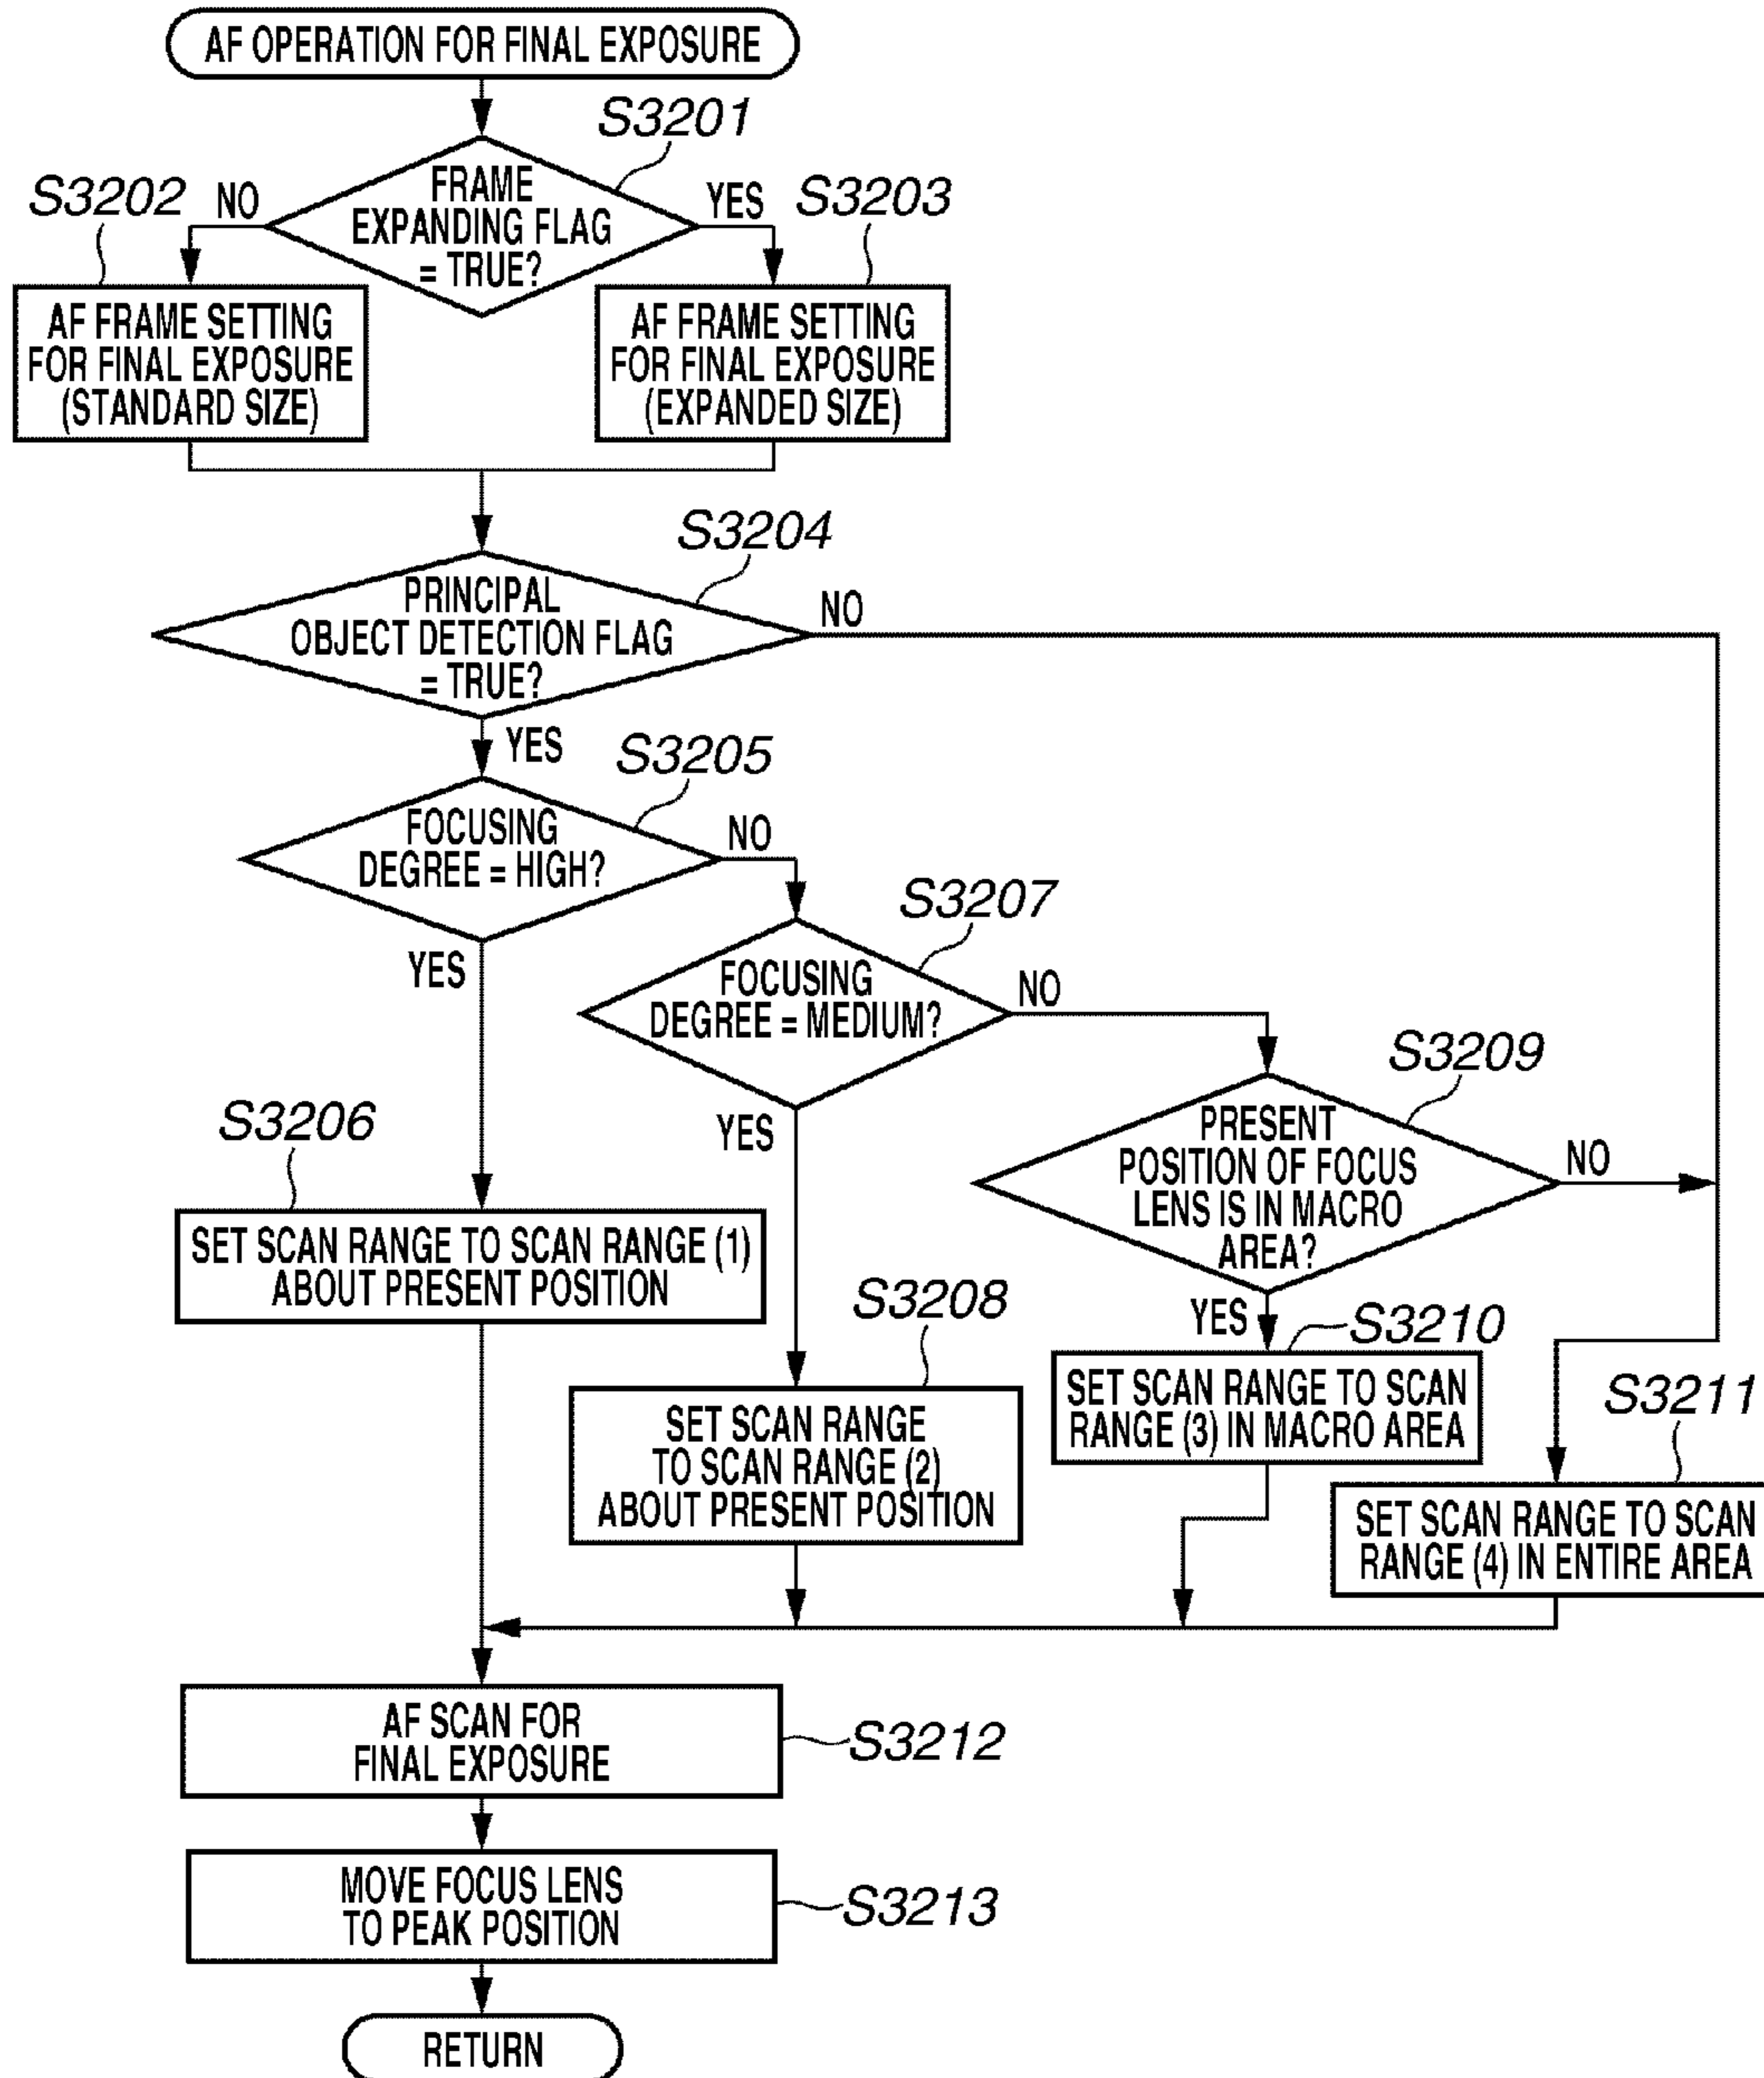 AF OPERATION FOR FINAL EXPOSURE
S3201
FRAME
EXPANDING FLAG
= TRUE?
NO
YES
S3202
S3203
AF FRAME SETTING
FOR FINAL EXPOSURE
(STANDARD SIZE)
AF FRAME SETTING
FOR FINAL EXPOSURE
(EXPANDED SIZE)
S3204
PRINCIPAL
OBJECT DETECTION FLAG
= TRUE?
NO
YES
S3205
FOCUSING
DEGREE = HIGH?
NO
YES
S3207
FOCUSING
DEGREE = MEDIUM?
NO
YES
S3209
PRESENT
POSITION OF FOCUS
LENS IS IN MACRO
AREA?
NO
YES
S3206
SET SCAN RANGE TO SCAN RANGE (1)
ABOUT PRESENT POSITION
S3208
SET SCAN RANGE
TO SCAN RANGE (2)
ABOUT PRESENT POSITION
S3210
SET SCAN RANGE TO SCAN
RANGE (3) IN MACRO AREA
S3211
SET SCAN RANGE TO SCAN
RANGE (4) IN ENTIRE AREA
AF SCAN FOR
FINAL EXPOSURE
S3212
MOVE FOCUS LENS
TO PEAK POSITION
S3213
RETURN